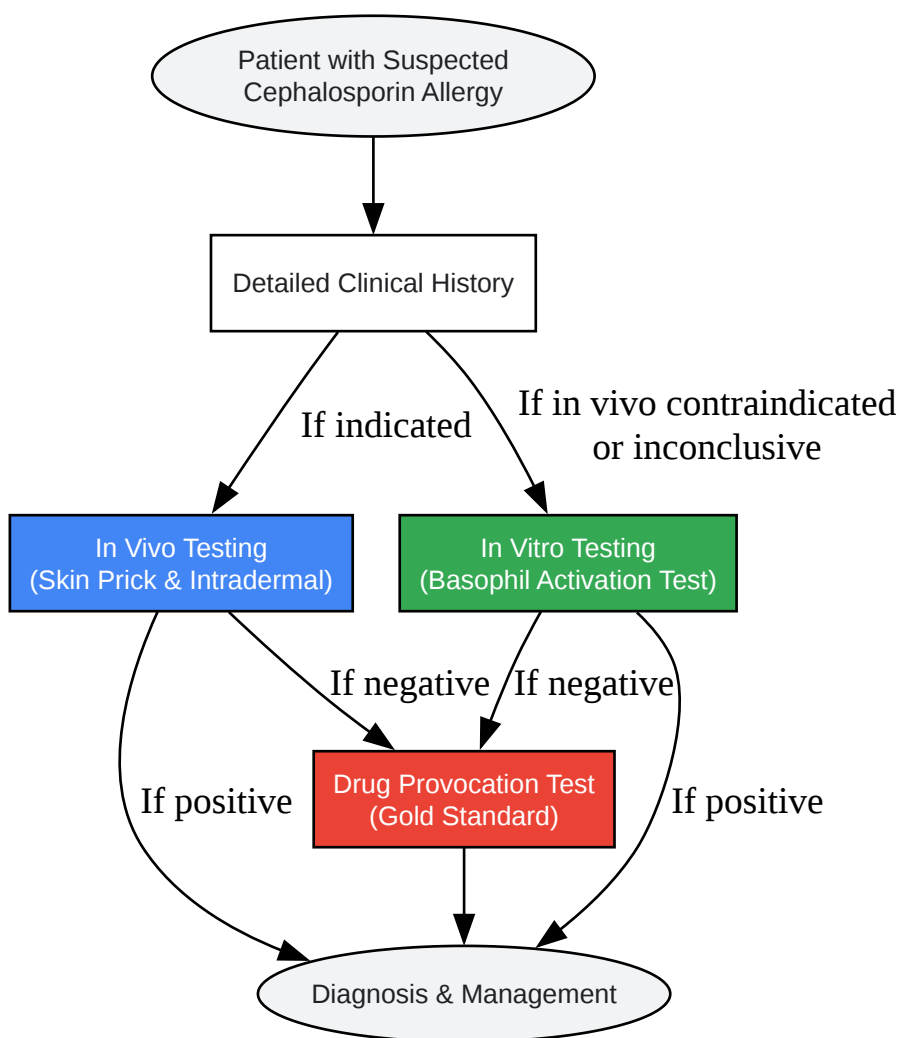 Patient with Suspected
Cephalosporin Allergy
Detailed Clinical History
If indicated
If in vivo contraindicated
or inconclusive
In Vivo Testing
(Skin Prick & Intradermal)
In Vitro Testing
(Basophil Activation Test)
If negative
If negative
Drug Provocation Test
(Gold Standard)
If positive
If positive
Diagnosis & Management